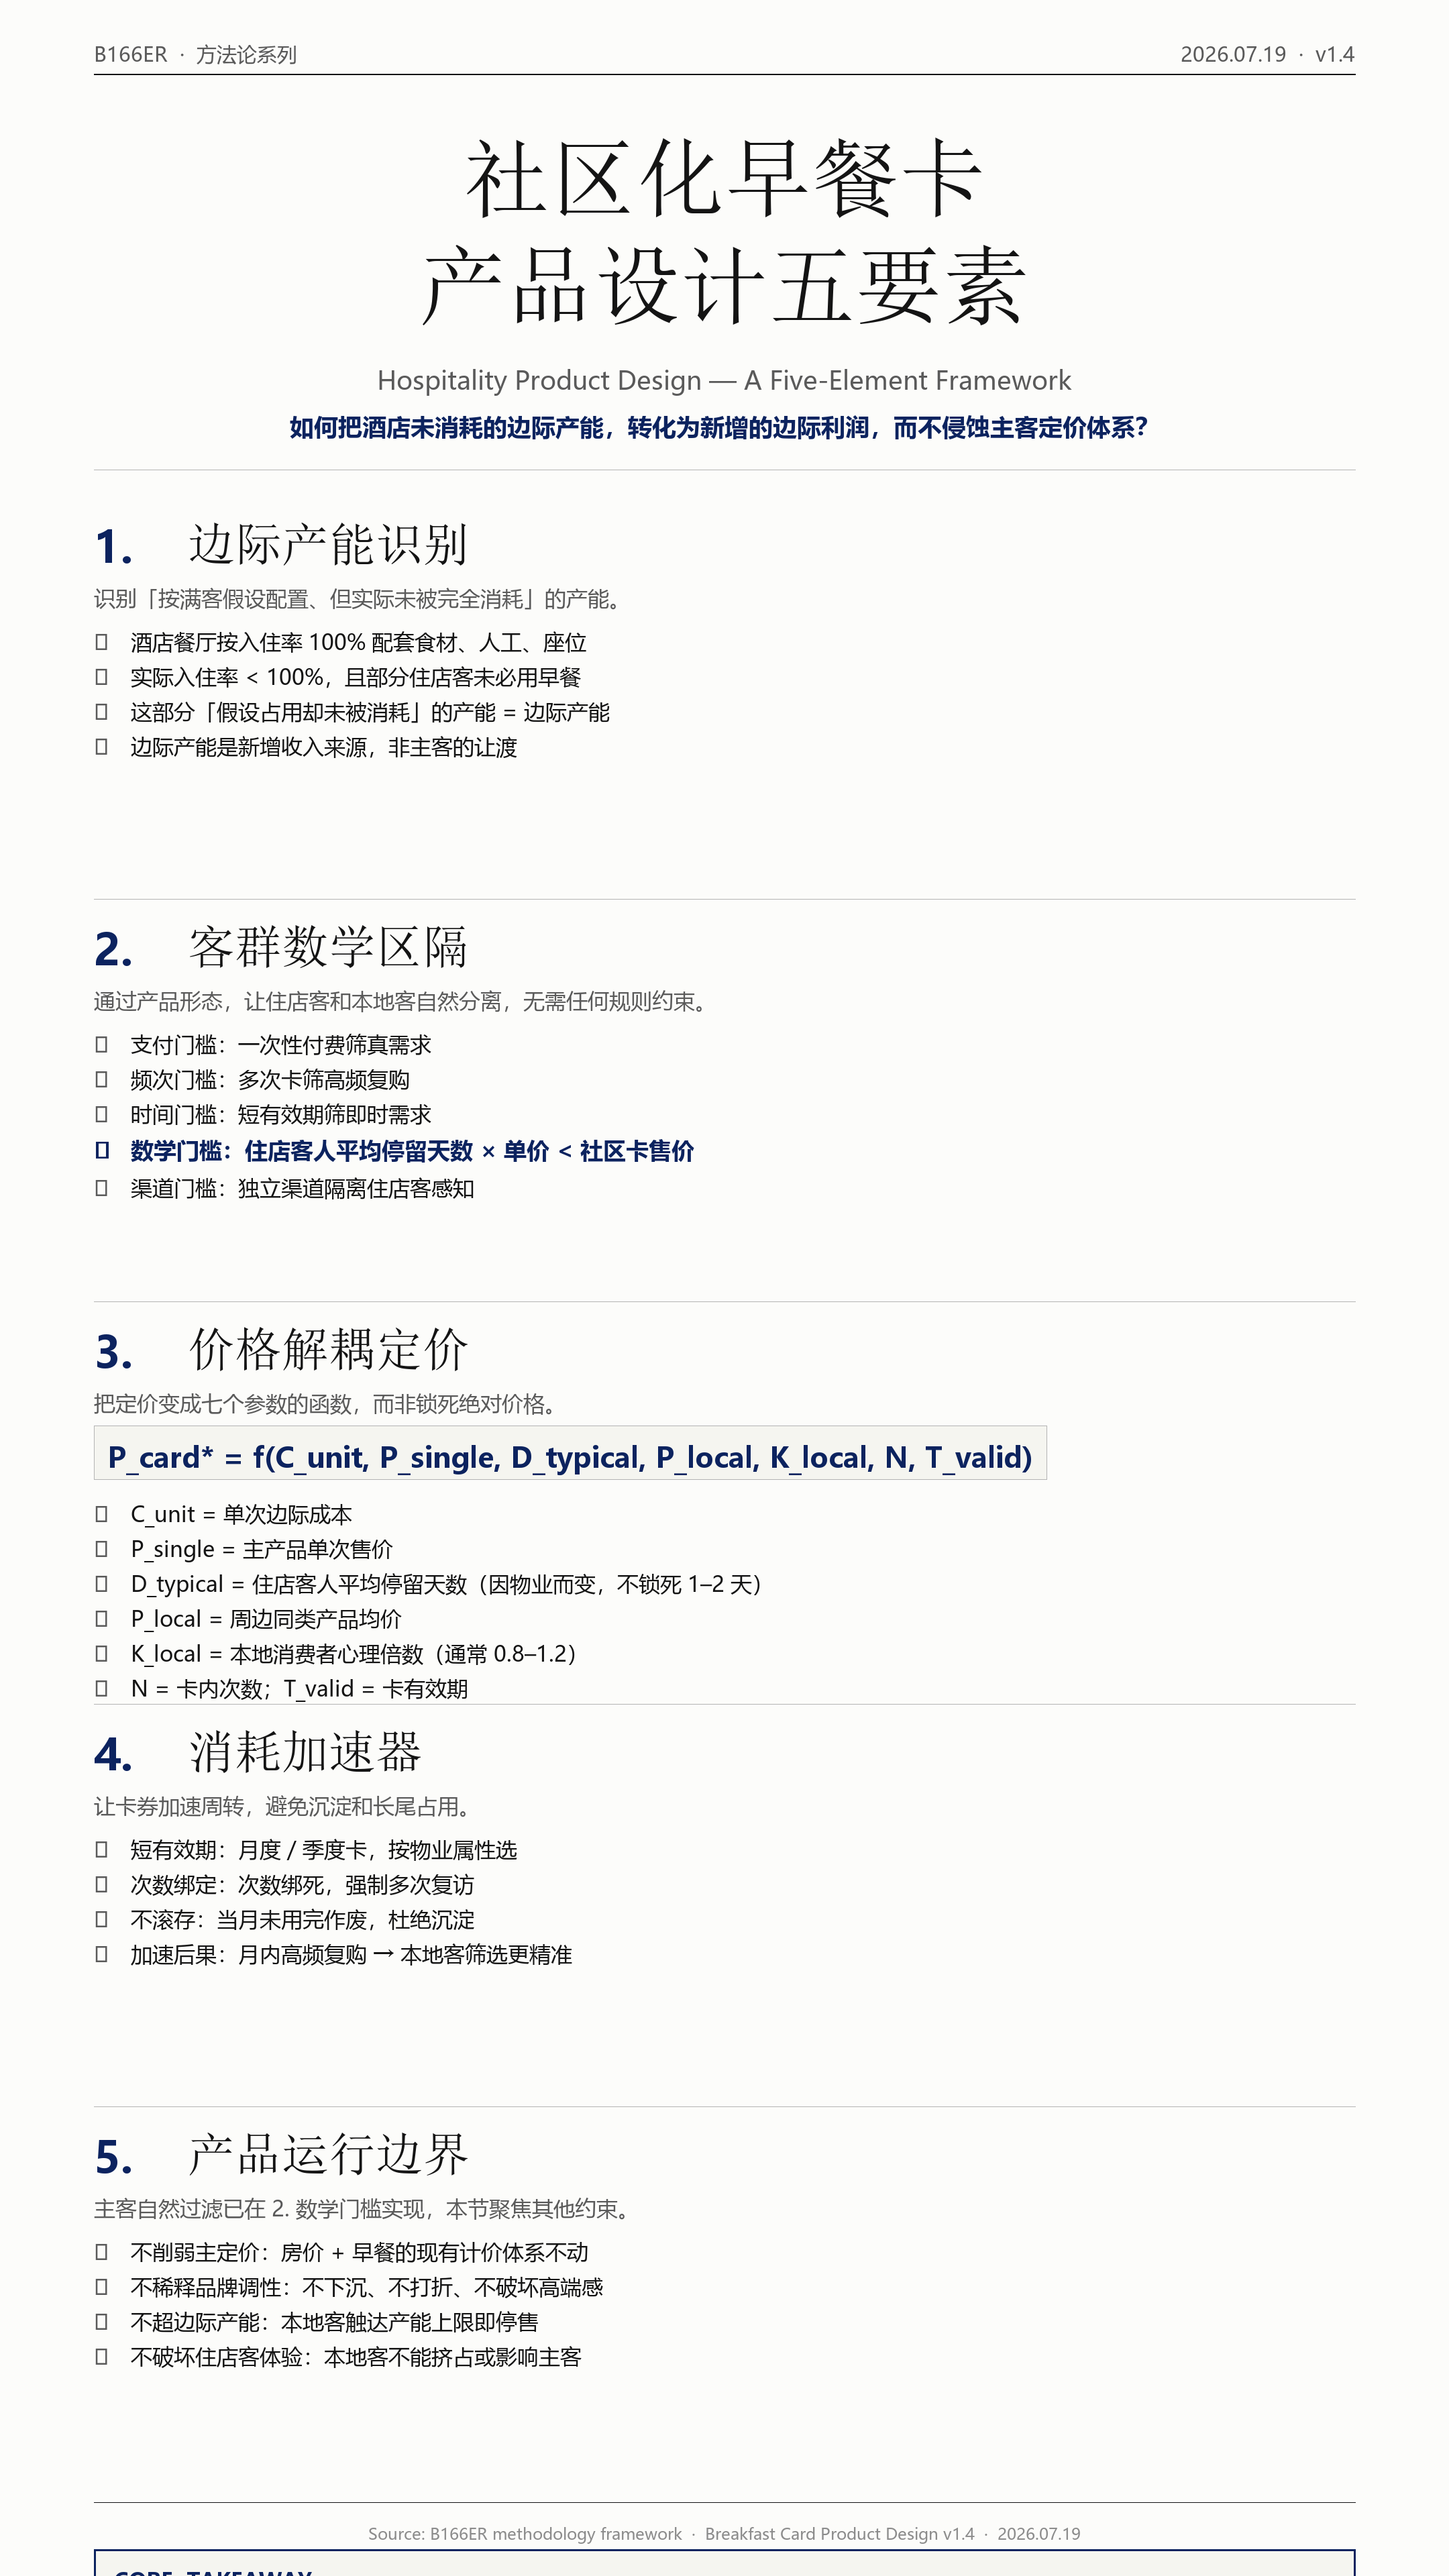 B166ER · 方法论系列
2026.07.19 · v1.4
社区化早餐卡
产品设计五要素
Hospitality Product Design — A Five-Element Framework
如何把酒店未消耗的边际产能，转化为新增的边际利润，而不侵蚀主客定价体系？
1. 边际产能识别
识别「按满客假设配置、但实际未被完全消耗」的产能。
▯ 酒店餐厅按入住率 100% 配套食材、人工、座位
▯ 实际入住率 < 100%，且部分住店客未必用早餐
▯ 这部分「假设占用却未被消耗」的产能 = 边际产能
▯ 边际产能是新增收入来源，非主客的让渡
2. 客群数学区隔
通过产品形态，让住店客和本地客自然分离，无需任何规则约束。
▯ 支付门槛：一次性付费筛真需求
▯ 频次门槛：多次卡筛高频复购
▯ 时间门槛：短有效期筛即时需求
▯ 数学门槛：住店客人平均停留天数 × 单价 < 社区卡售价
▯ 渠道门槛：独立渠道隔离住店客感知
3. 价格解耦定价
把定价变成七个参数的函数，而非锁死绝对价格。
P_card* = f(C_unit, P_single, D_typical, P_local, K_local, N, T_valid)
▯ C_unit = 单次边际成本
▯ P_single = 主产品单次售价
▯ D_typical = 住店客人平均停留天数（因物业而变，不锁死 1–2 天）
▯ P_local = 周边同类产品均价
▯ K_local = 本地消费者心理倍数（通常 0.8–1.2）
▯ N = 卡内次数；T_valid = 卡有效期
4. 消耗加速器
让卡券加速周转，避免沉淀和长尾占用。
▯ 短有效期：月度 / 季度卡，按物业属性选
▯ 次数绑定：次数绑死，强制多次复访
▯ 不滚存：当月未用完作废，杜绝沉淀
▯ 加速后果：月内高频复购 → 本地客筛选更精准
5. 产品运行边界
主客自然过滤已在 2. 数学门槛实现，本节聚焦其他约束。
▯ 不削弱主定价：房价 + 早餐的现有计价体系不动
▯ 不稀释品牌调性：不下沉、不打折、不破坏高端感
▯ 不超边际产能：本地客触达产能上限即停售
▯ 不破坏住店客体验：本地客不能挤占或影响主客
Source: B166ER methodology framework · Breakfast Card Product Design v1.4 · 2026.07.19
CORE TAKEAWAY